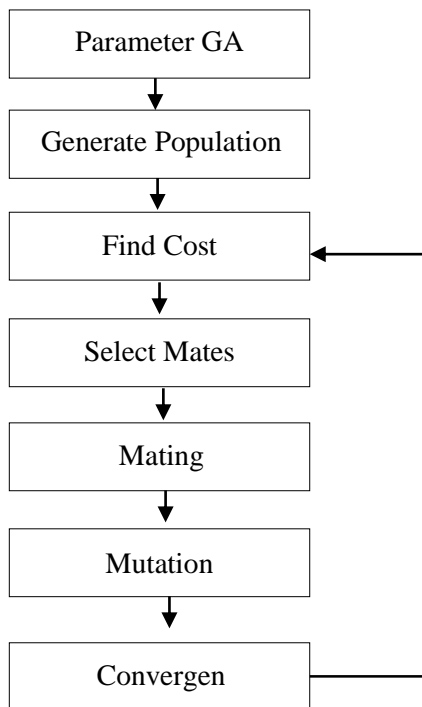 Parameter GA
Generate Population
Find Cost
Select Mates
Mating
Mutation
Convergen